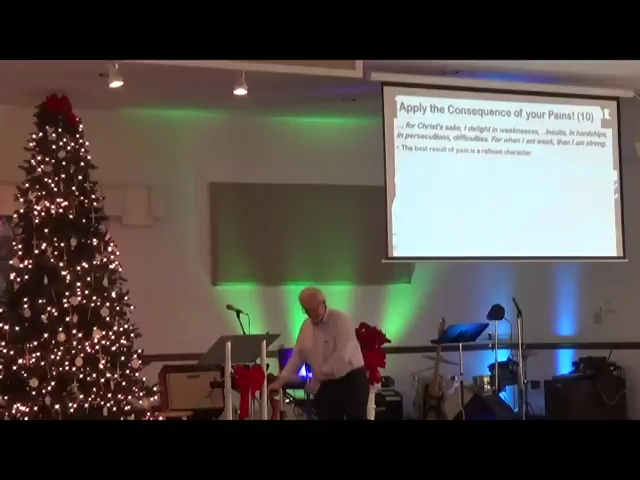 Apply the Consequence of your Pains! (10)
... for Christ's sake, I delight in weaknesses, ..insults, in hardships,
in persecutions, difficulties. For when I am weak, then I am strong.
• The best result of pain is a refined character